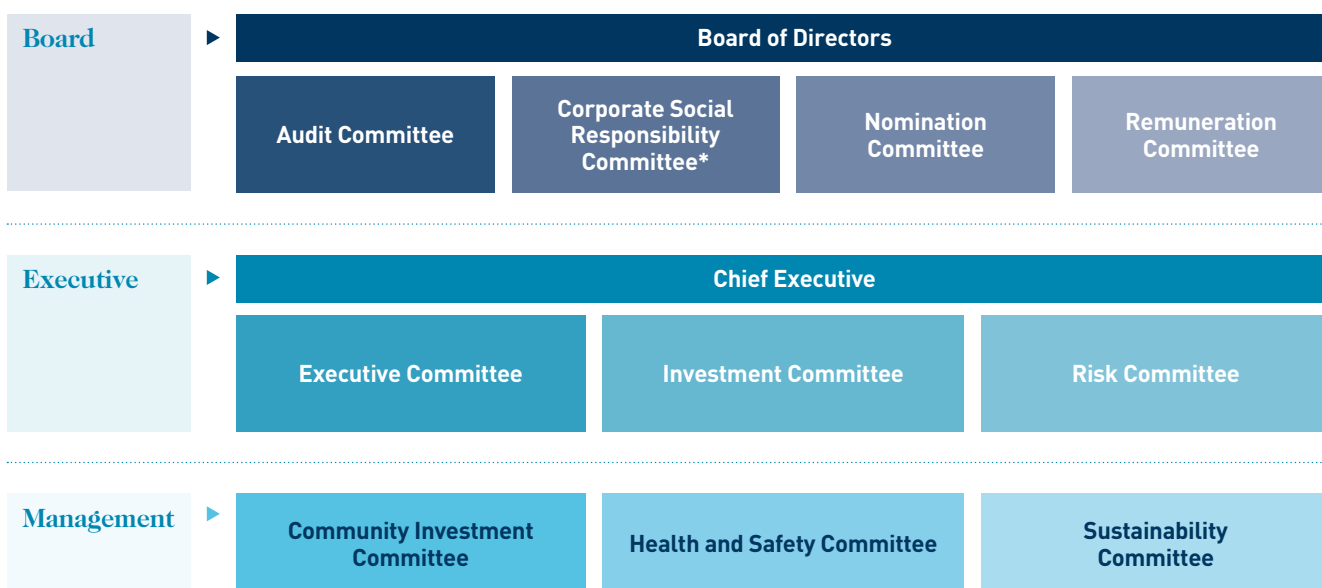 Board
Board of Directors
Audit Committee
Corporate Social
Responsibility
Committee*
Nomination
Committee
Remuneration
Committee
Executive
Chief Executive
Executive Committee
Investment Committee
Risk Committee
Management
Community Investment
Committee
Health and Safety Committee
Sustainability
Committee